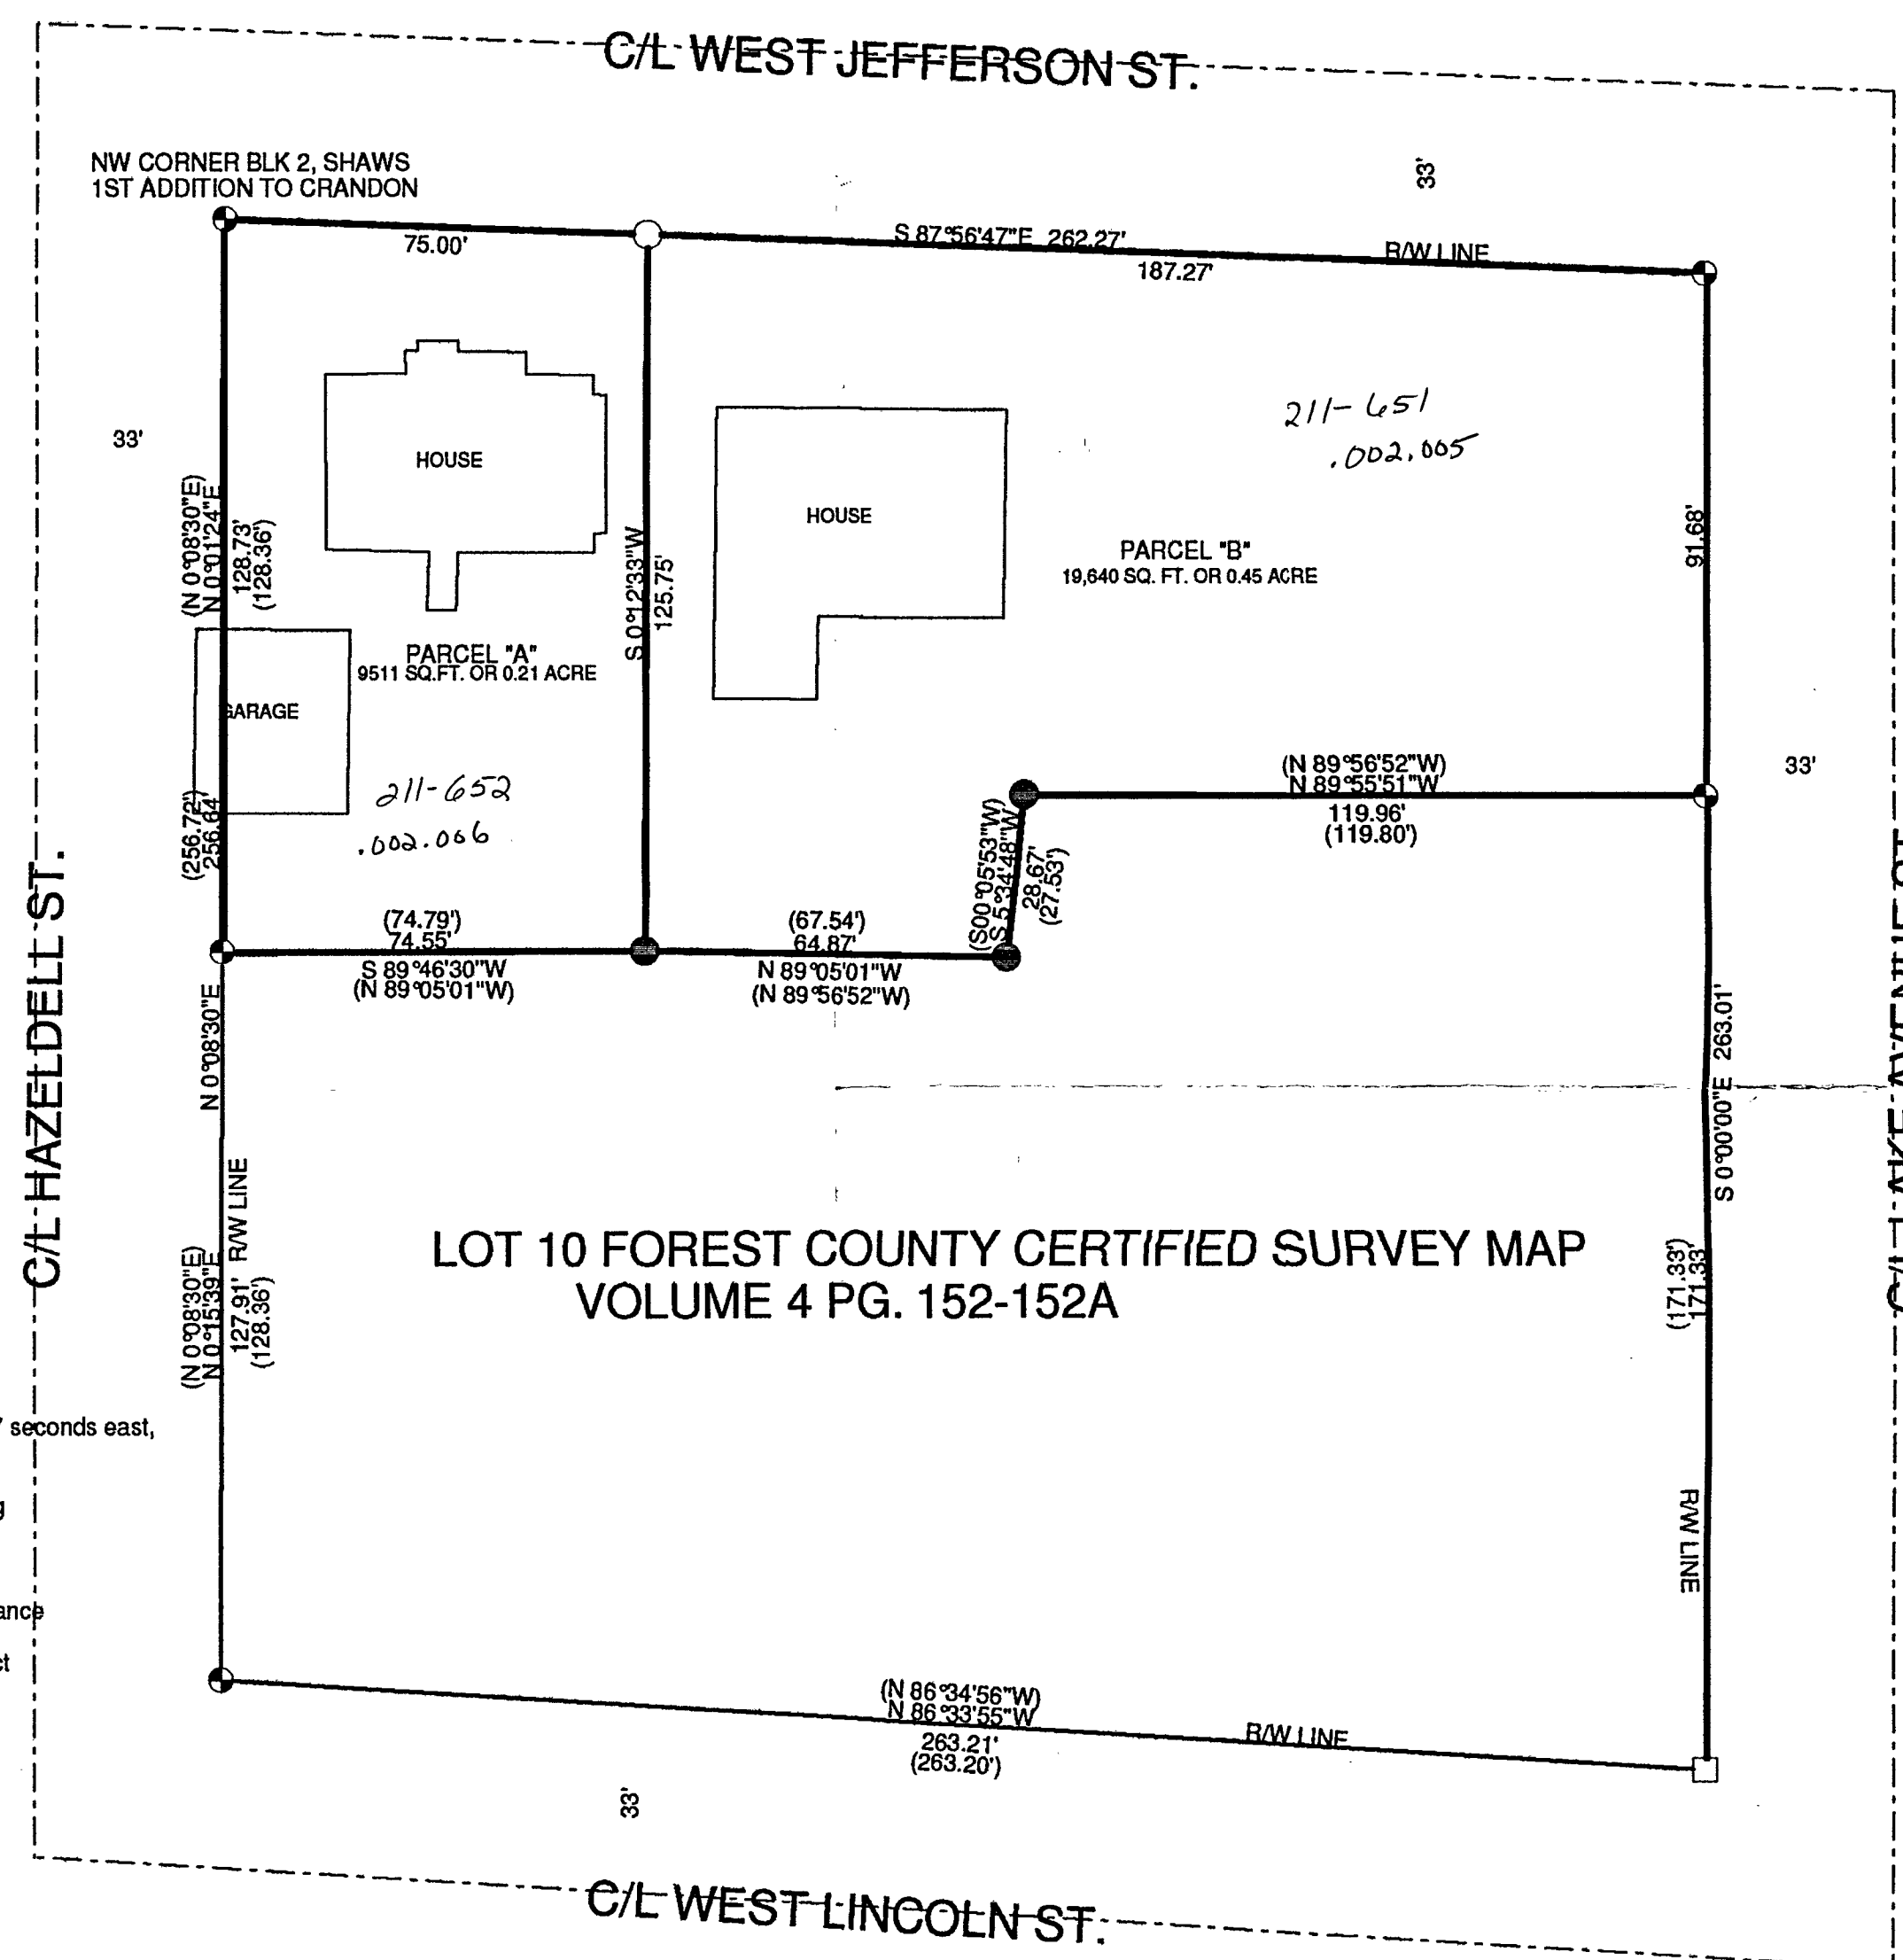 C/L WEST JEFFERSON ST.
NW CORNER BLK 2, SHAWS
1ST ADDITION TO CRANDON
33'
75.00'
S 87°56'47"E 262.27'
R/W LINE
187.27'
33'
HOUSE
HOUSE
211-651
.002.005
(N 0°08'30"E)
N 0°01'24"E
128.73'
(128.36')
S 0°12'33"W
125.75'
PARCEL "B"
19,640 SQ. FT. OR 0.45 ACRE
91.68'
PARCEL "A"
9511 SQ.FT. OR 0.21 ACRE
GARAGE
211-652
.002.006
(256.72')
256.64'
(N 89°56'52"W)
N 89°55'51"W
119.96'
(119.80')
33'
(S00°05'53"W)
S 5°34'48"W
28.67'
(27.53')
(74.79')
74.55'
S 89°46'30"W
(N 89°05'01"W)
(67.54')
64.87'
N 89°05'01"W
(N 89°56'52"W)
C/L HAZELDELL ST.
N 0°08'30"E
R/W LINE
S 0°00'00"E 263.01'
C/L LAKE AVENUE ST.
LOT 10 FOREST COUNTY CERTIFIED SURVEY MAP
VOLUME 4 PG. 152-152A
(N 0°08'30"E)
N 0°15'39"E
127.91'
(128.36')
(171.33')
171.33'
seconds east,
R/W LINE
(N 86°34'56"W)
N 86°33'55"W
263.21'
(263.20')
R/W LINE
33'
C/L WEST LINCOLN ST.